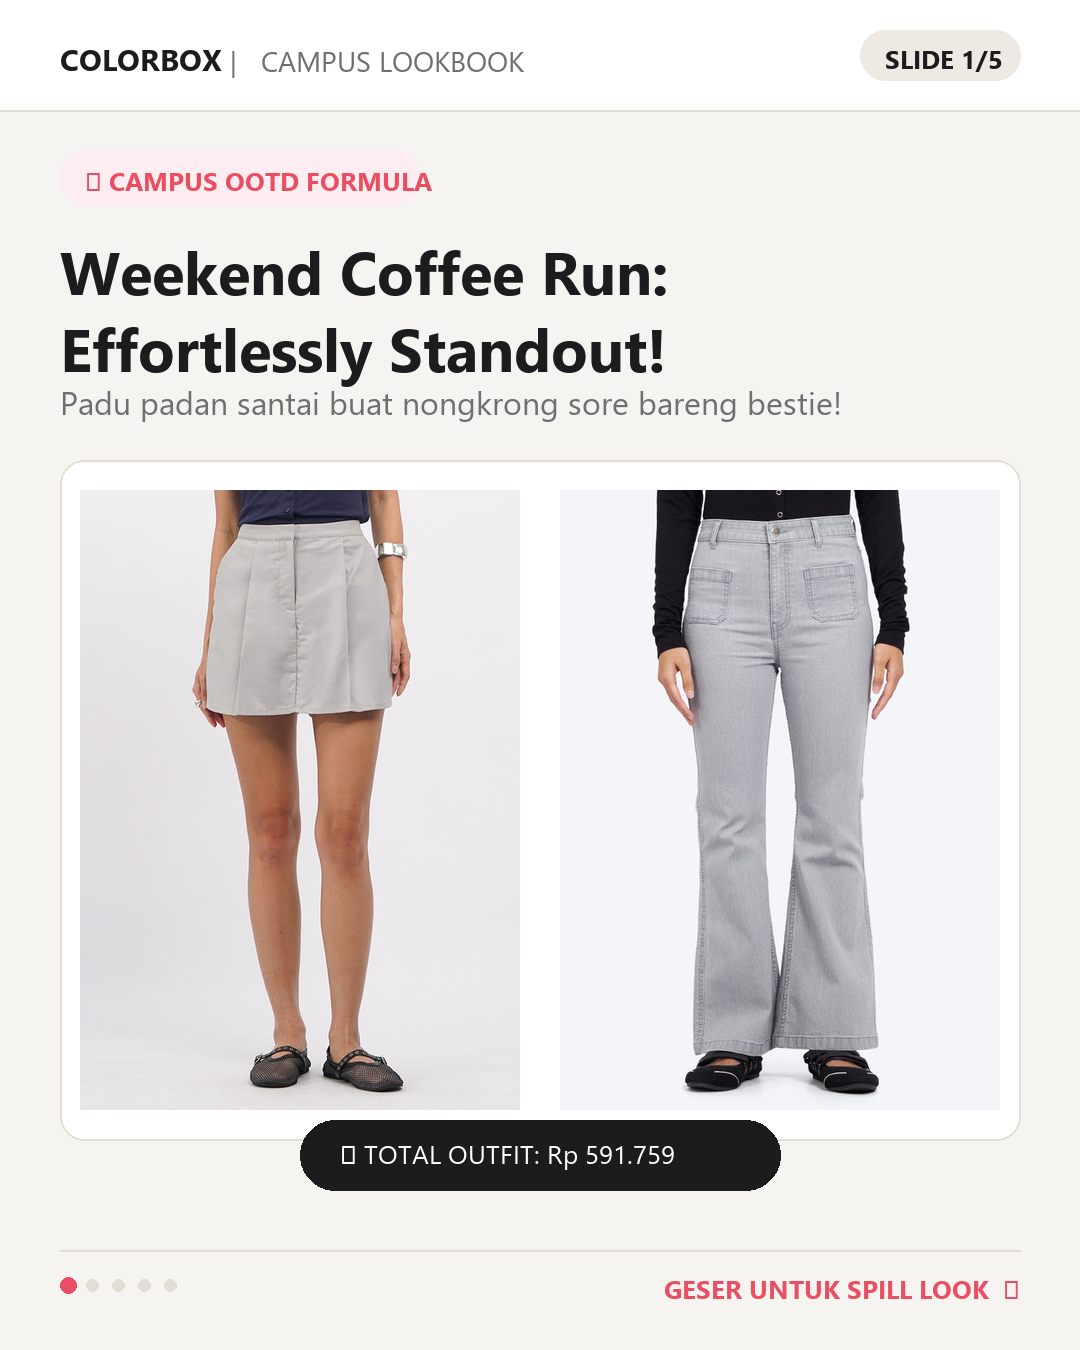 COLORBOX | CAMPUS LOOKBOOK
SLIDE 1/5
CAMPUS OOTD FORMULA
Weekend Coffee Run:
Effortlessly Standout!
Padu padan santai buat nongkrong sore bareng bestie!
TOTAL OUTFIT: Rp 591.759
GESER UNTUK SPILL LOOK